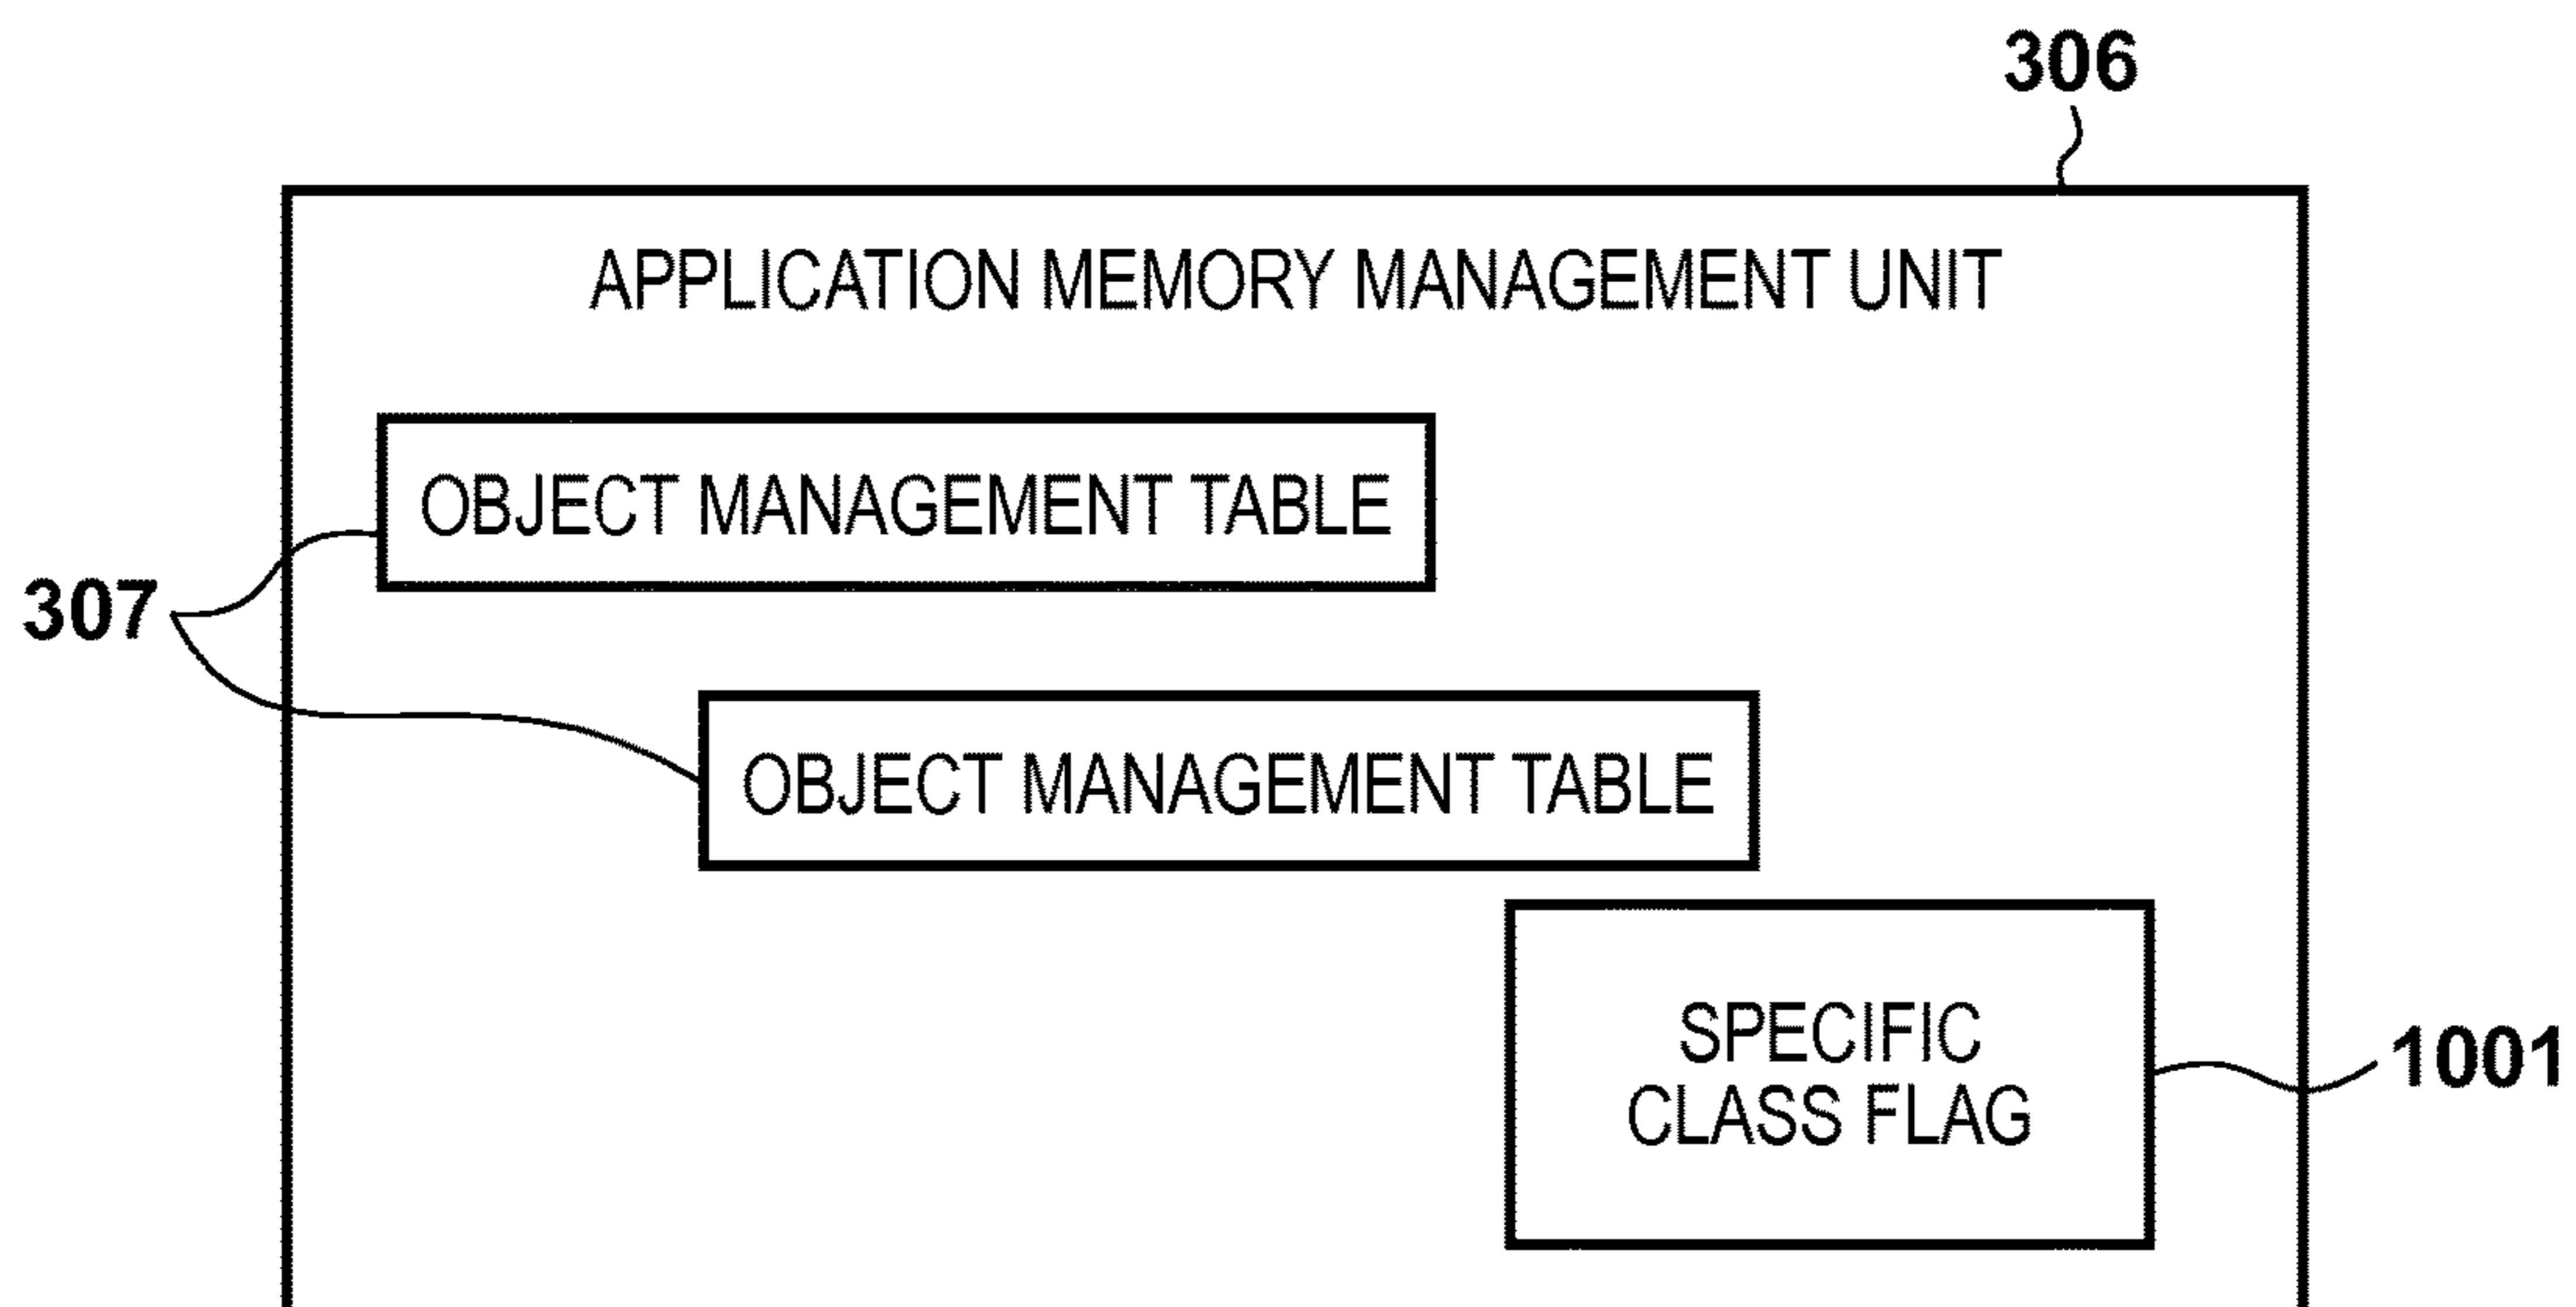 306
APPLICATION MEMORY MANAGEMENT UNIT
OBJECT MANAGEMENT TABLE
307
OBJECT MANAGEMENT TABLE
SPECIFIC
CLASS FLAG
1001